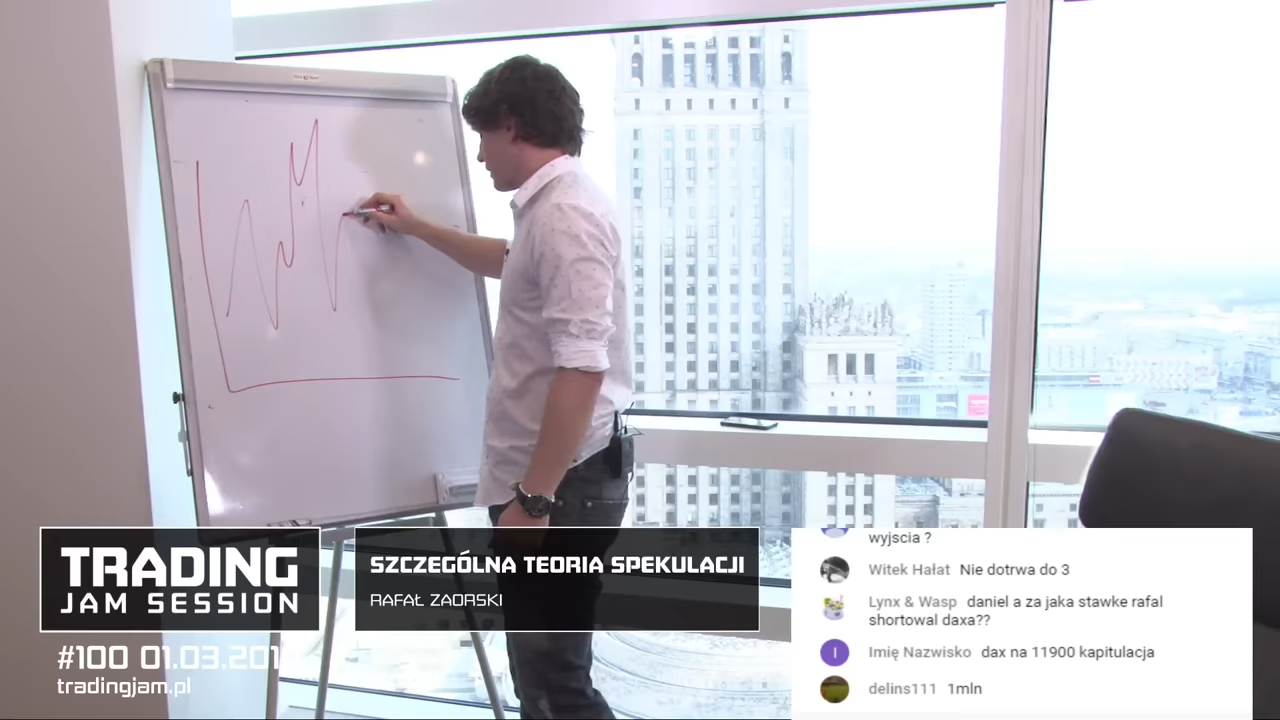 TRADING
JAM SESSION
SZCZEGÓLNA TEORIA SPEKULACJI
RAFAŁ ZAORSKI
#100 01.03.201
tradingjam.pl
wyjscia ?
Witek Hałat Nie dotrwa do 3
Lynx & Wasp daniel a za jaka stawke rafal
shortowal daxa??
I
Imię Nazwisko dax na 11900 kapitulacja
delins111 1mln